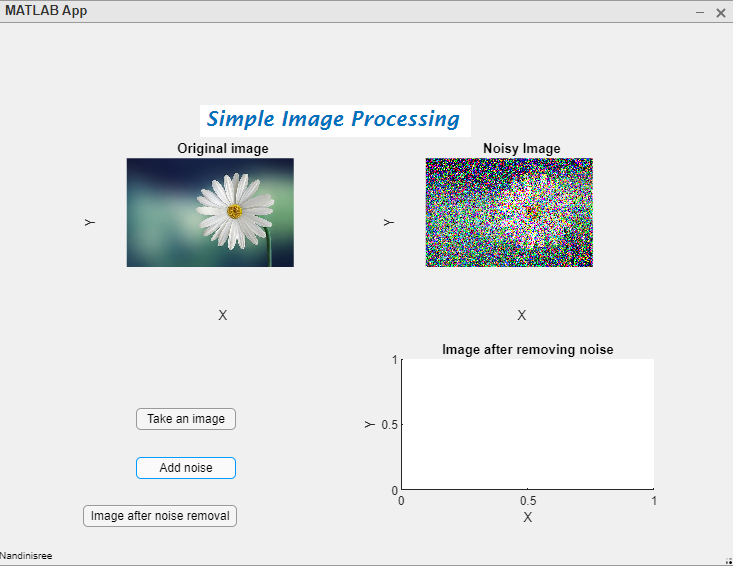 MATLAB App
Simple Image Processing
Original image
Noisy Image
Y
Y
X
X
Image after removing noise
1
Y
0.5
0
0
0.5
1
X
Take an image
Add noise
Image after noise removal
Nandinisree